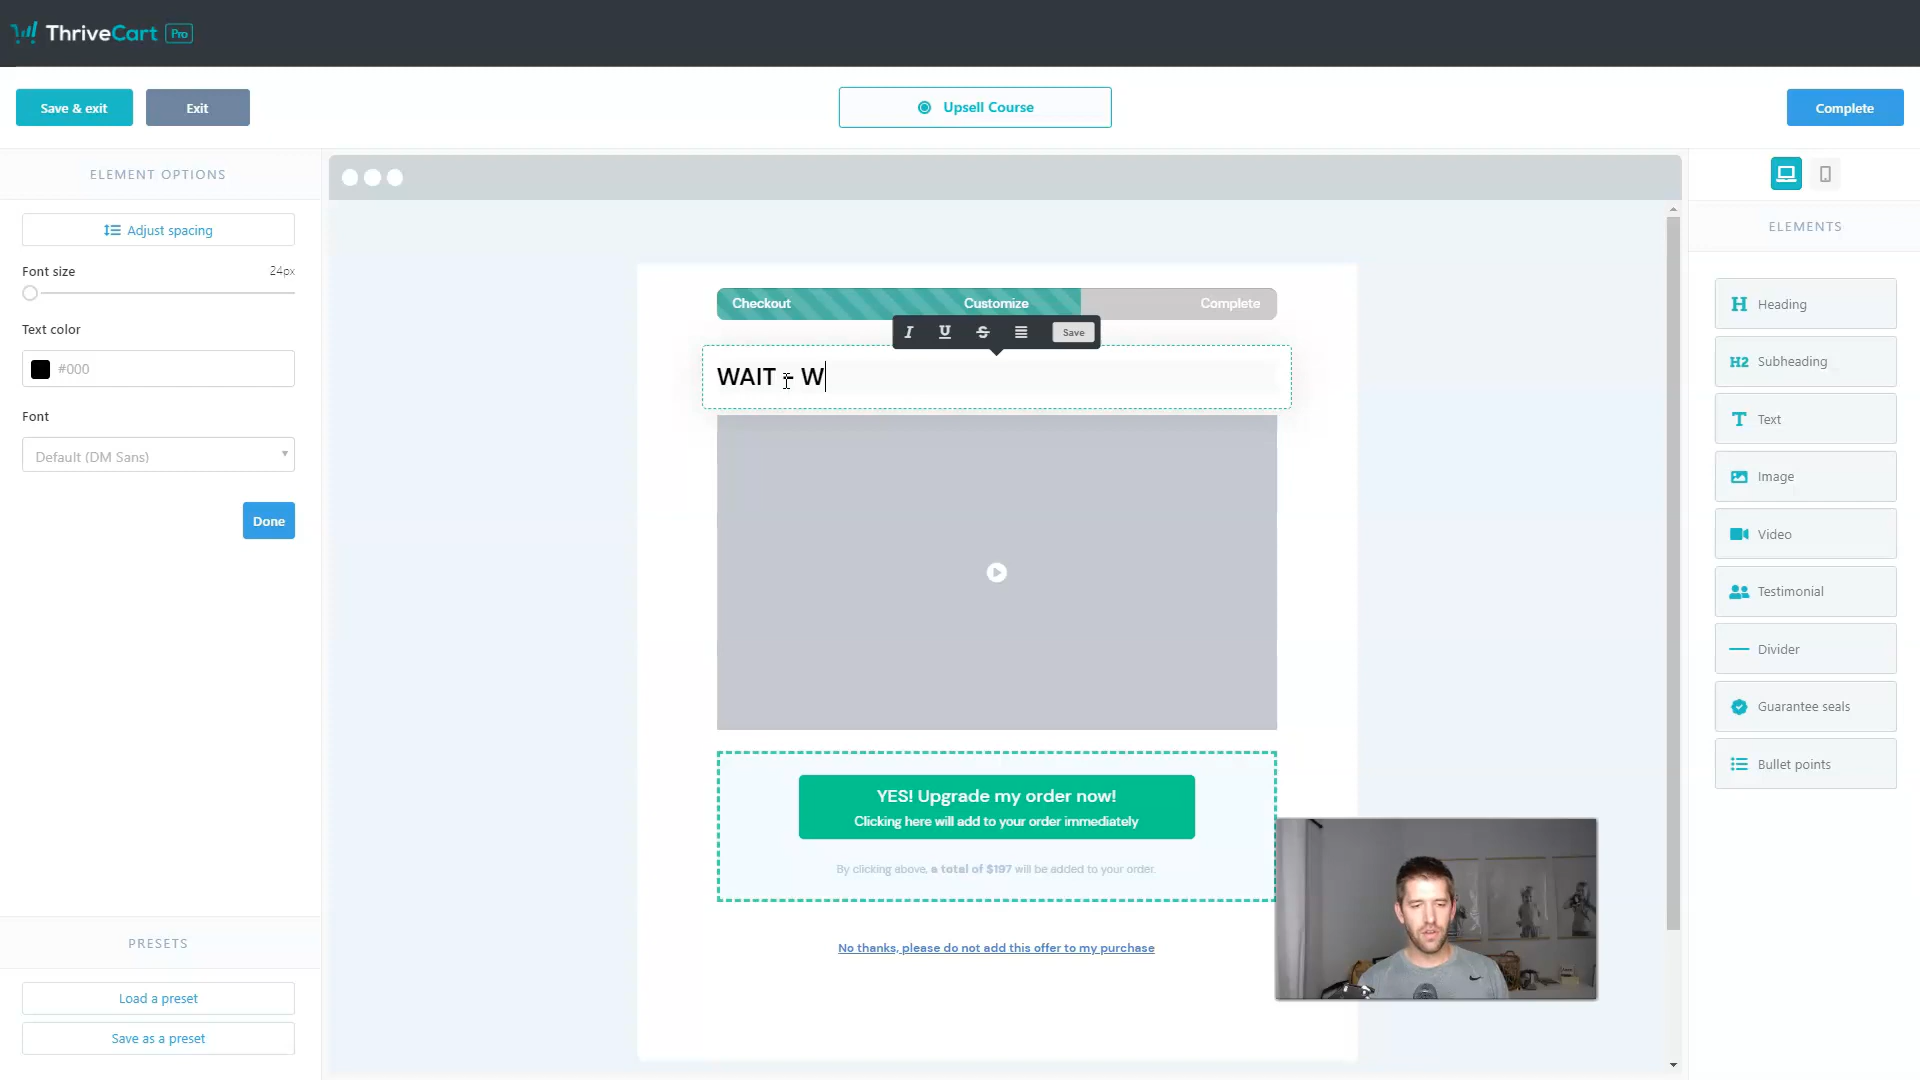 ThriveCart Pro
Save & exit
Exit
Upsell Course
Complete
ELEMENT OPTIONS
Adjust spacing
Font size
24px
Text color
#000
Font
Default (DM Sans)
Done
PRESETS
Load a preset
Save as a preset
Checkout
Customize
Complete
I U S Save
WAIT - W
YES! Upgrade my order now!
Clicking here will add to your order immediately
By clicking above, a total of $197 will be added to your order.
No thanks, please do not add this offer to my purchase
ELEMENTS
H Heading
H2 Subheading
T Text
Image
Video
Testimonial
Divider
Guarantee seals
Bullet points